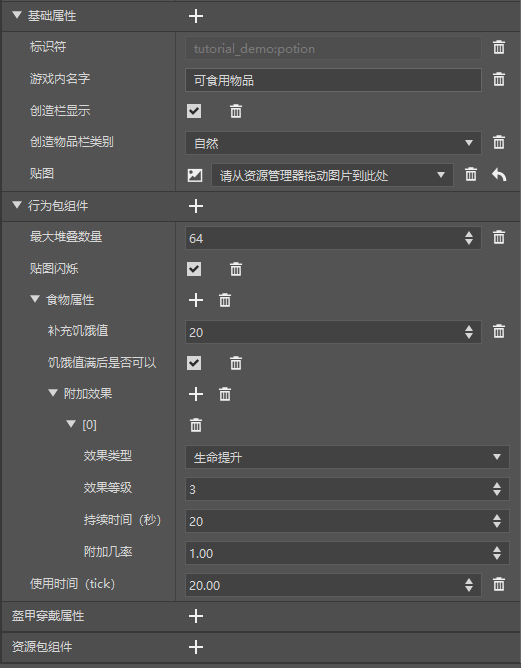 基础属性
标识符 tutorial_demo:potion
游戏内名字 可食用物品
创造栏显示
创造物品栏类别 自然
贴图 请从资源管理器拖动图片到此处
行为包组件
最大堆叠数量 64
贴图闪烁
食物属性
补充饥饿值 20
饥饿值满后是否可以
附加效果
[0]
效果类型 生命提升
效果等级 3
持续时间（秒） 20
附加几率 1.00
使用时间（tick） 20.00
盔甲穿戴属性
资源包组件